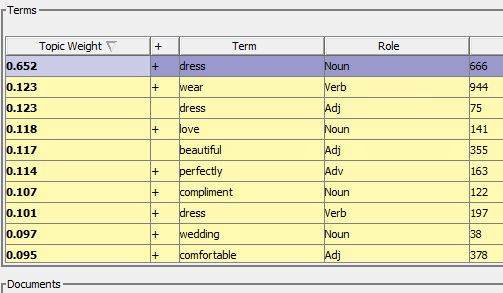 Terms
Topic Weight + Term Role
0.652 + dress Noun 666
0.123 + wear Verb 944
0.123 dress Adj 75
0.118 + love Noun 141
0.117 beautiful Adj 355
0.114 + perfectly Adv 163
0.107 + compliment Noun 122
0.101 + dress Verb 197
0.097 + wedding Noun 38
0.095 + comfortable Adj 378
Documents